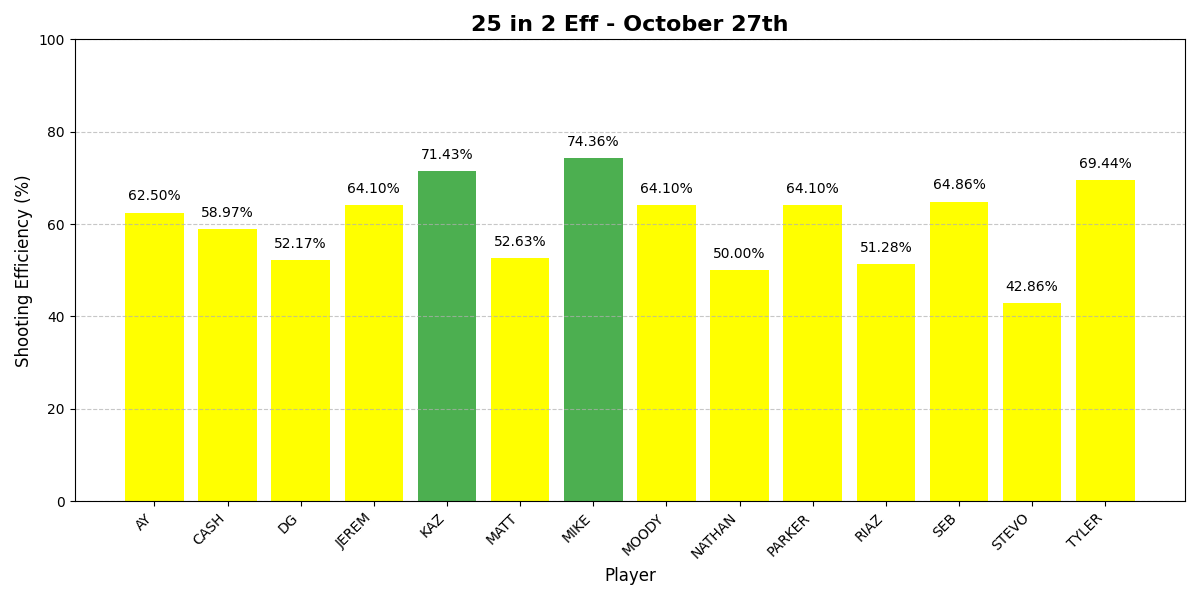 25 in 2 Eff - October 27th
Shooting Efficiency (%)
100
80
60
40
20
0
62.50%
58.97%
52.17%
64.10%
71.43%
52.63%
74.36%
64.10%
50.00%
64.10%
51.28%
64.86%
42.86%
69.44%
AY
CASH
DG
JEREM
KAZ
MATT
MIKE
MOODY
NATHAN
PARKER
RIAZ
SEB
STEVO
TYLER
Player